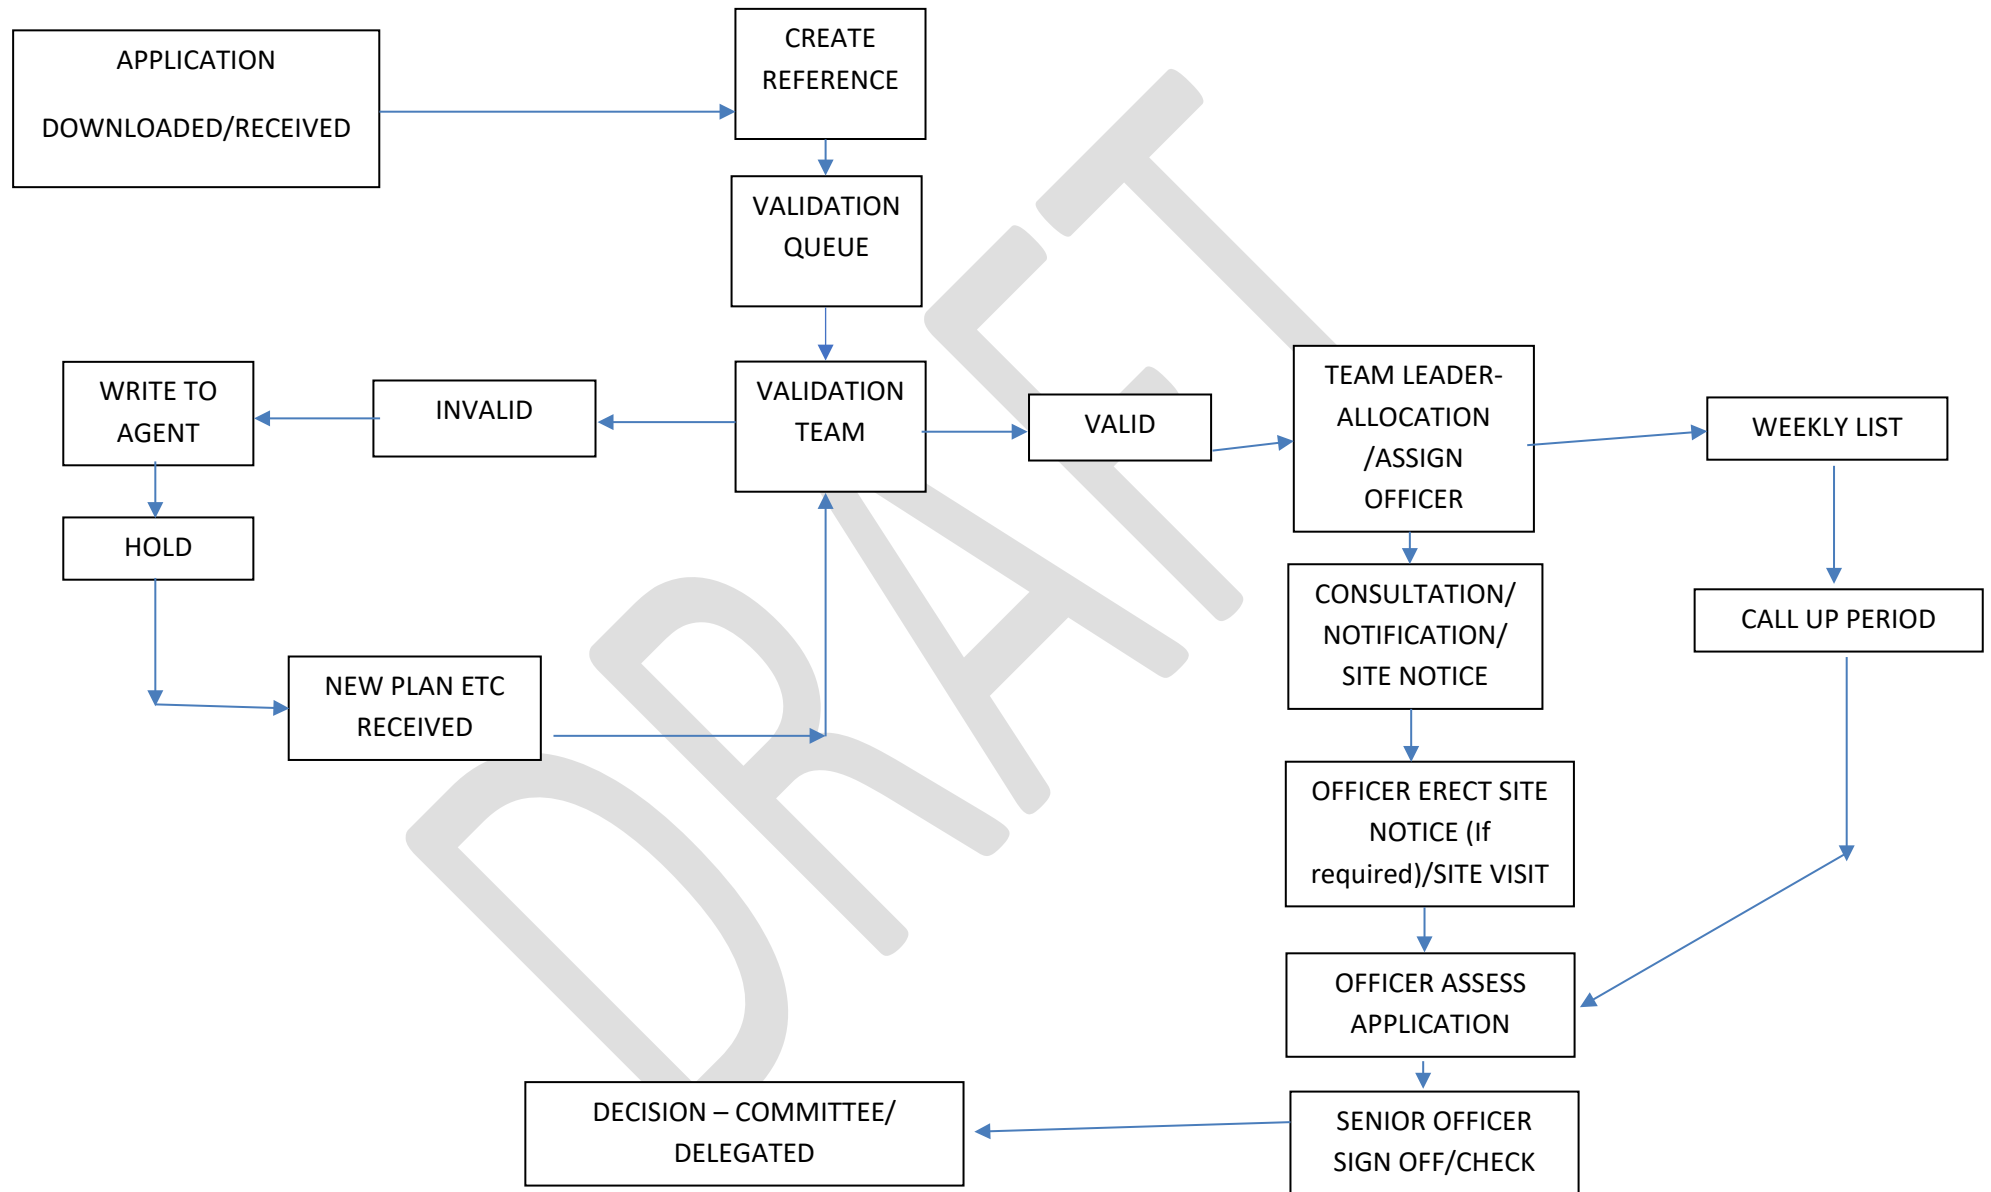 APPLICATION
DOWNLOADED/RECEIVED
CREATE
REFERENCE
VALIDATION
QUEUE
WRITE TO
AGENT
INVALID
VALIDATION
TEAM
VALID
TEAM LEADER-
ALLOCATION
/ASSIGN
OFFICER
WEEKLY LIST
HOLD
CONSULTATION/
NOTIFICATION/
SITE NOTICE
CALL UP PERIOD
NEW PLAN ETC
RECEIVED
OFFICER ERECT SITE
NOTICE (If
required)/SITE VISIT
OFFICER ASSESS
APPLICATION
DECISION – COMMITTEE/
DELEGATED
SENIOR OFFICER
SIGN OFF/CHECK
DRAFT